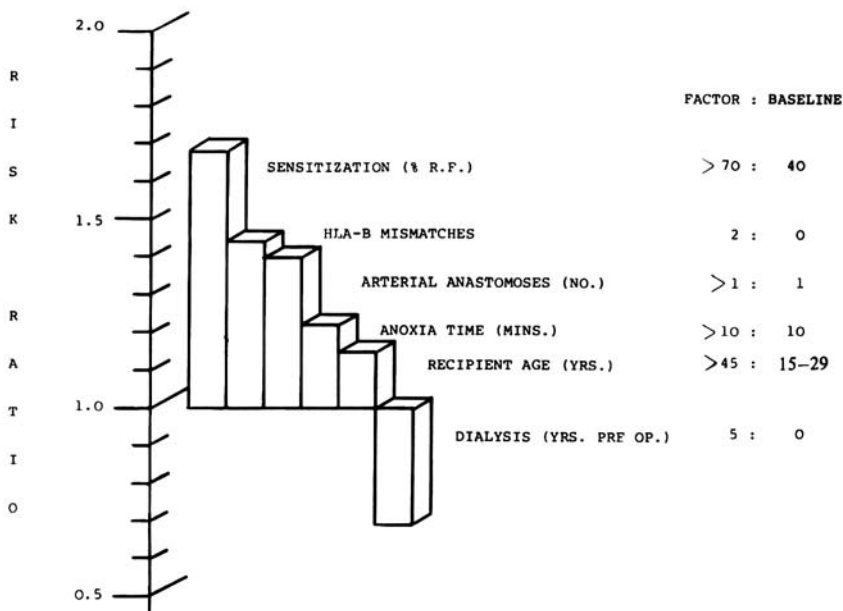 2.0
RISK RATIO
FACTOR : BASELINE
SENSITIZATION (% R.F.) >70 : 40
1.5
HLA-B MISMATCHES 2 : 0
ARTERIAL ANASTOMOSES (NO.) >1 : 1
ANOXIA TIME (MINS.) >10 : 10
RECIPIENT AGE (YRS.) >45 : 15–29
1.0
DIALYSIS (YRS. PRE OP.) 5 : 0
0.5